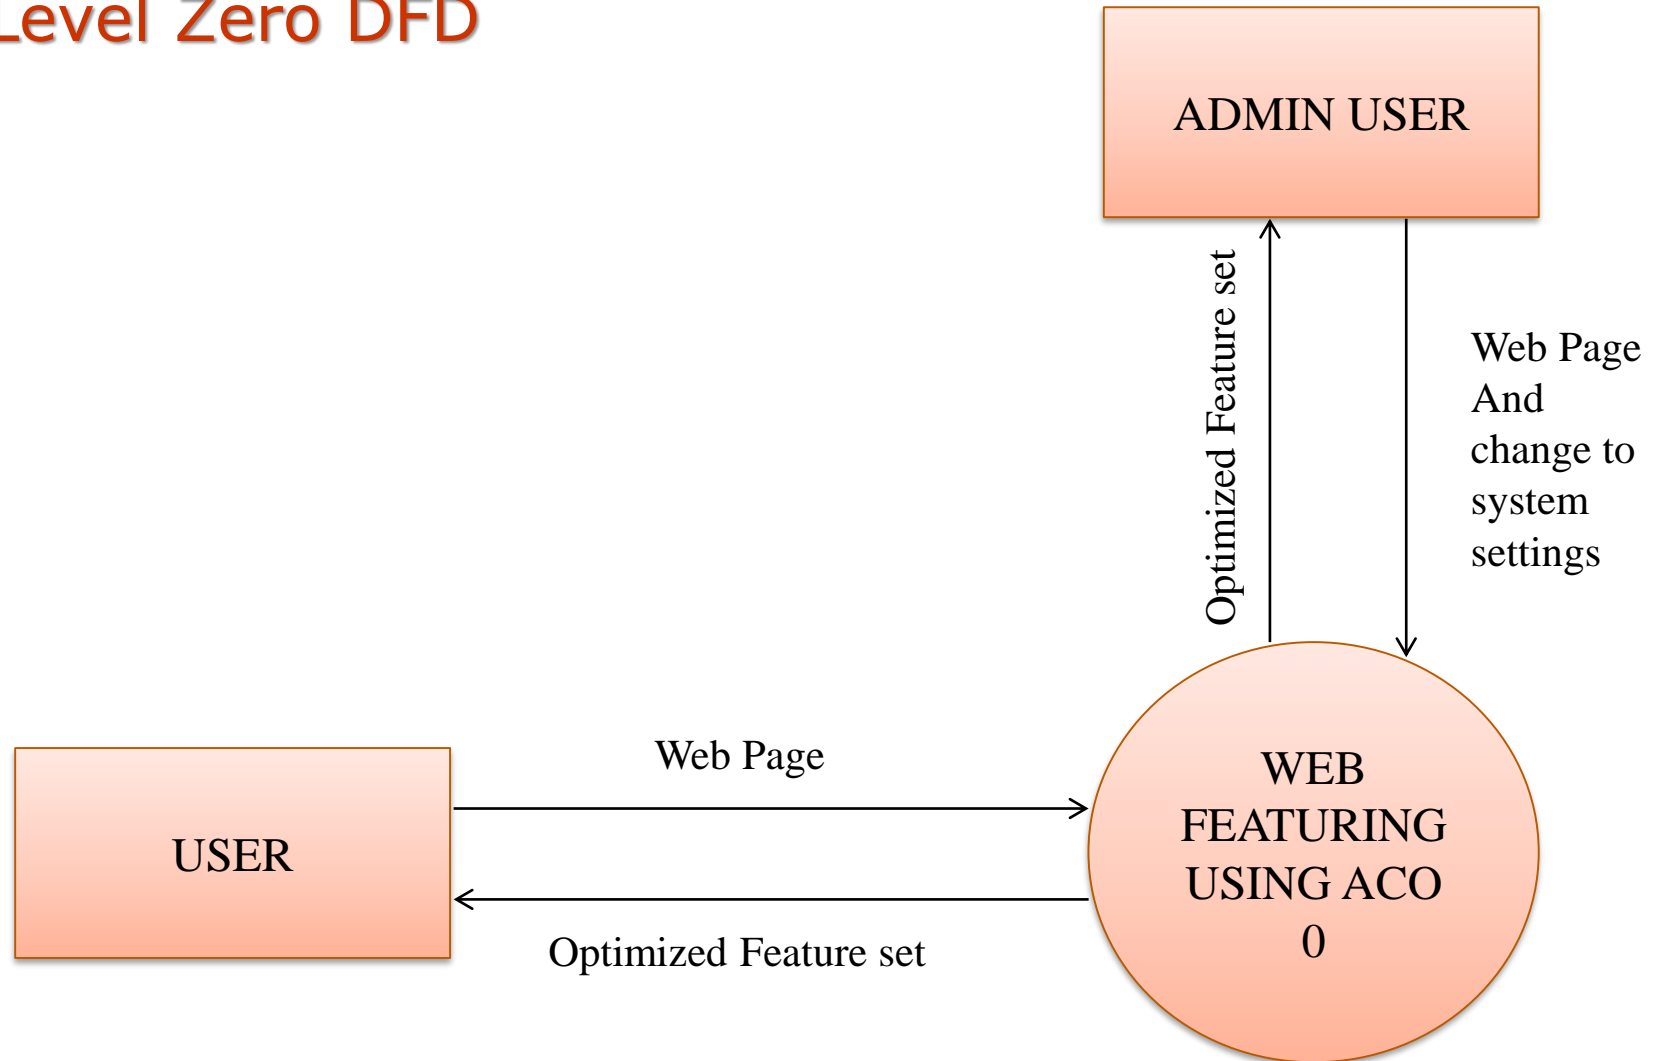 Level Zero DFD
ADMIN USER
Optimized Feature set
Web Page
And
change to
system
settings
Web Page
USER
Optimized Feature set
WEB
FEATURING
USING ACO
0